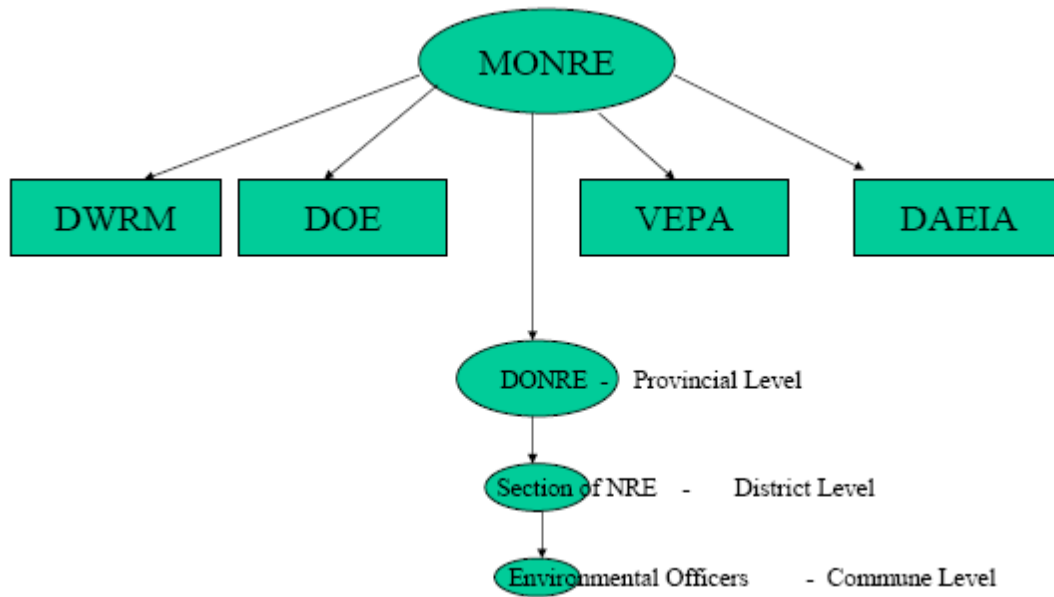 MONRE
DWRM
DOE
VEPA
DAEIA
DONRE - Provincial Level
Section of NRE - District Level
Environmental Officers - Commune Level